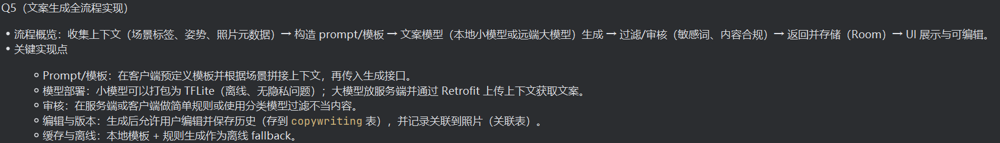 Q5（文案生成全流程实现）
• 流程概览：收集上下文（场景标签、姿势、照片元数据）→ 构造 prompt/模板 → 文案模型（本地小模型或远端大模型）生成 → 过滤/审核（敏感词、内容合规）→ 返回并存储（Room）→ UI 展示与可编辑。
• 关键实现点
◦ Prompt/模板：在客户端预定义模板并根据场景拼接上下文，再传入生成接口。
◦ 模型部署：小模型可以打包为 TFLite（离线、无隐私问题）；大模型放服务端并通过 Retrofit 上传上下文获取文案。
◦ 审核：在服务端或客户端做简单规则或使用分类模型过滤不当内容。
◦ 编辑与版本：生成后允许用户编辑并保存历史（存到 copywriting 表），并记录关联到照片（关联表）。
◦ 缓存与离线：本地模板 + 规则生成作为离线 fallback。